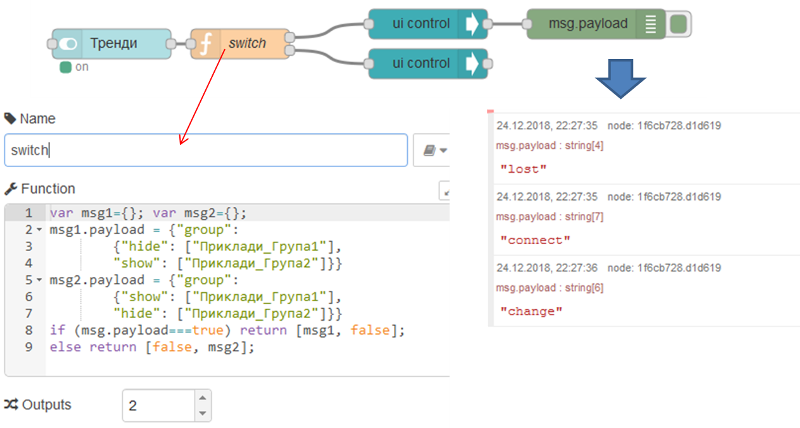 Тренди
switch
ui control
msg.payload
on
ui control
Name
switch
Function
1 var msg1={}; var msg2={};
2 msg1.payload = {"group":
3 {"hide": ["Приклади_Група1"],
4 "show": ["Приклади_Група2"]}}
5 msg2.payload = {"group":
6 {"show": ["Приклади_Група1"],
7 "hide": ["Приклади_Група2"]}}
8 if (msg.payload===true) return [msg1, false];
9 else return [false, msg2];
Outputs
2
24.12.2018, 22:27:35 node: 1f6cb728.d1d619
msg.payload : string[4]
"lost"
24.12.2018, 22:27:35 node: 1f6cb728.d1d619
msg.payload : string[7]
"connect"
24.12.2018, 22:27:36 node: 1f6cb728.d1d619
msg.payload : string[6]
"change"